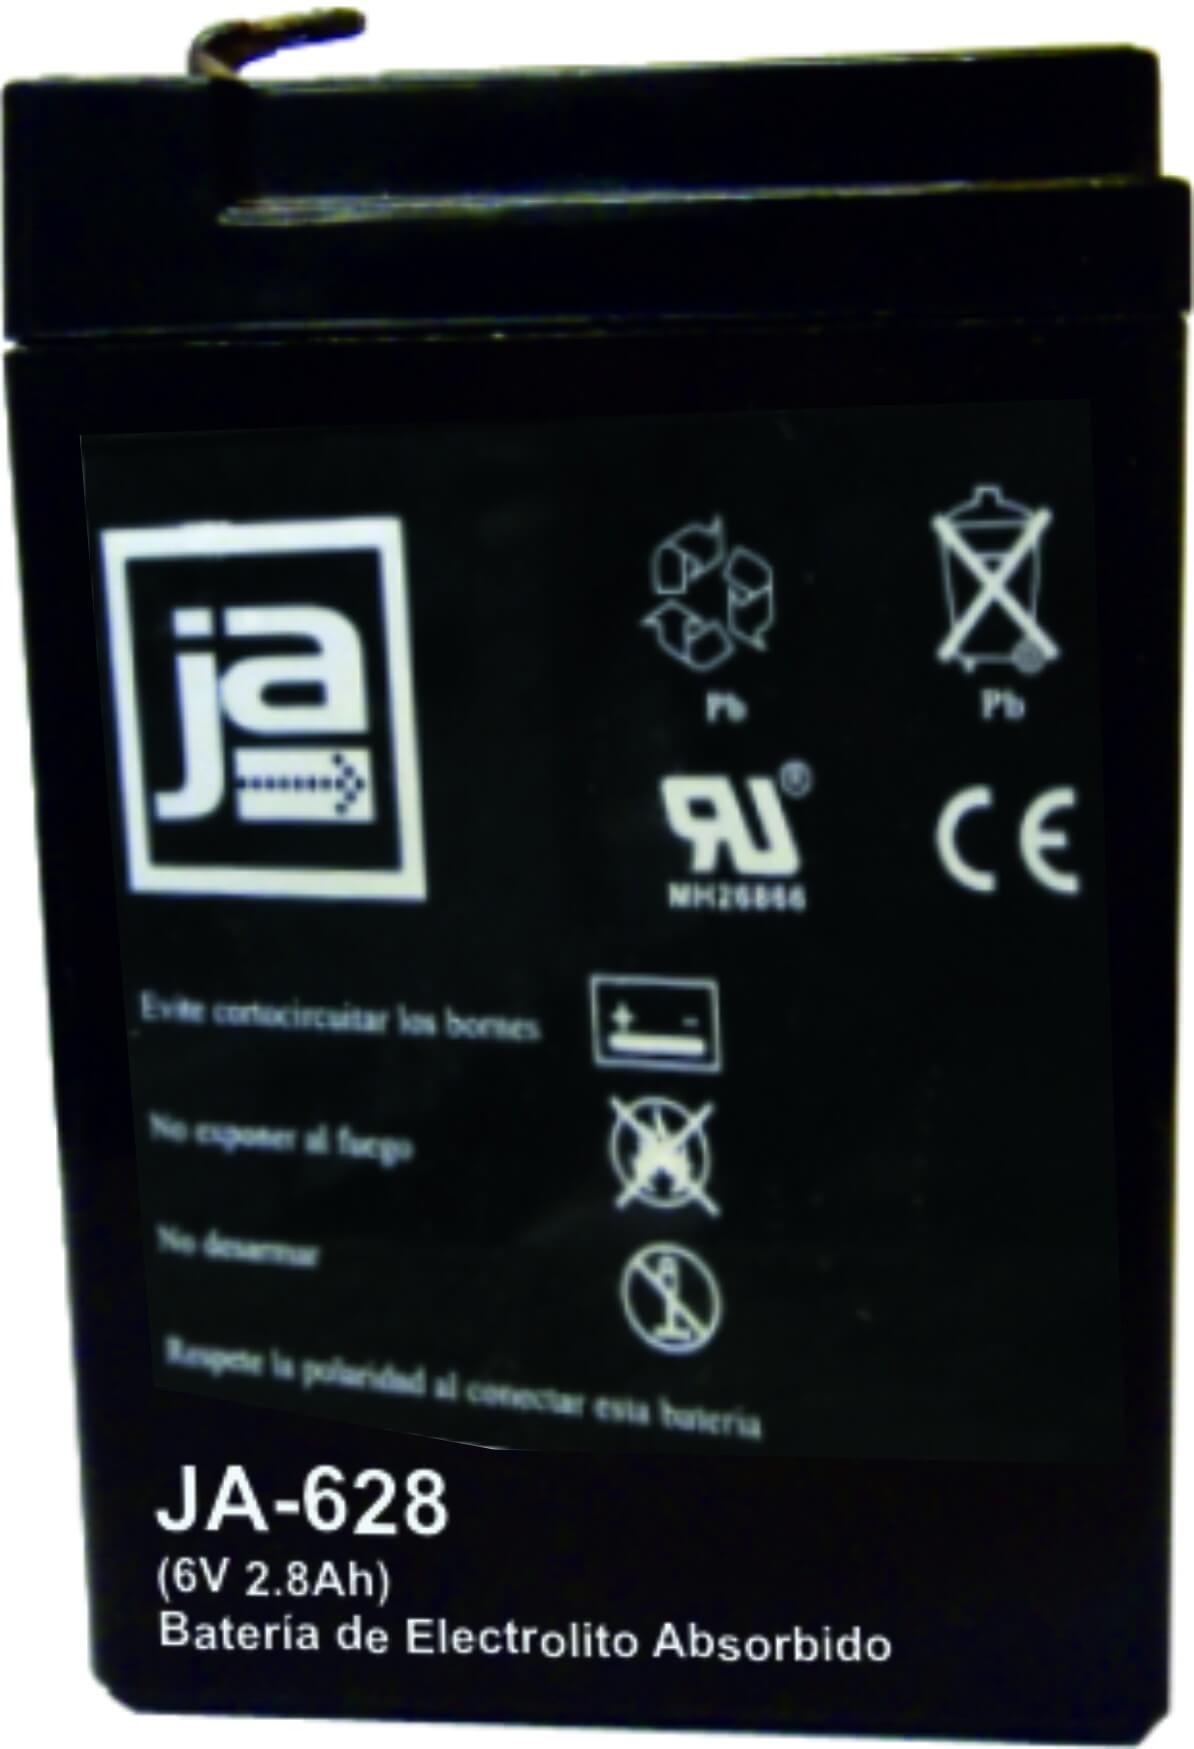 ja
Pb
Pb
RU®
CE
MH26866
Evite cortocircuitar los bornes
+ -
No exponer al fuego
No desarmar
Respete la polaridad al conectar esta batería
JA-628
(6V 2.8Ah)
Batería de Electrolito Absorbido